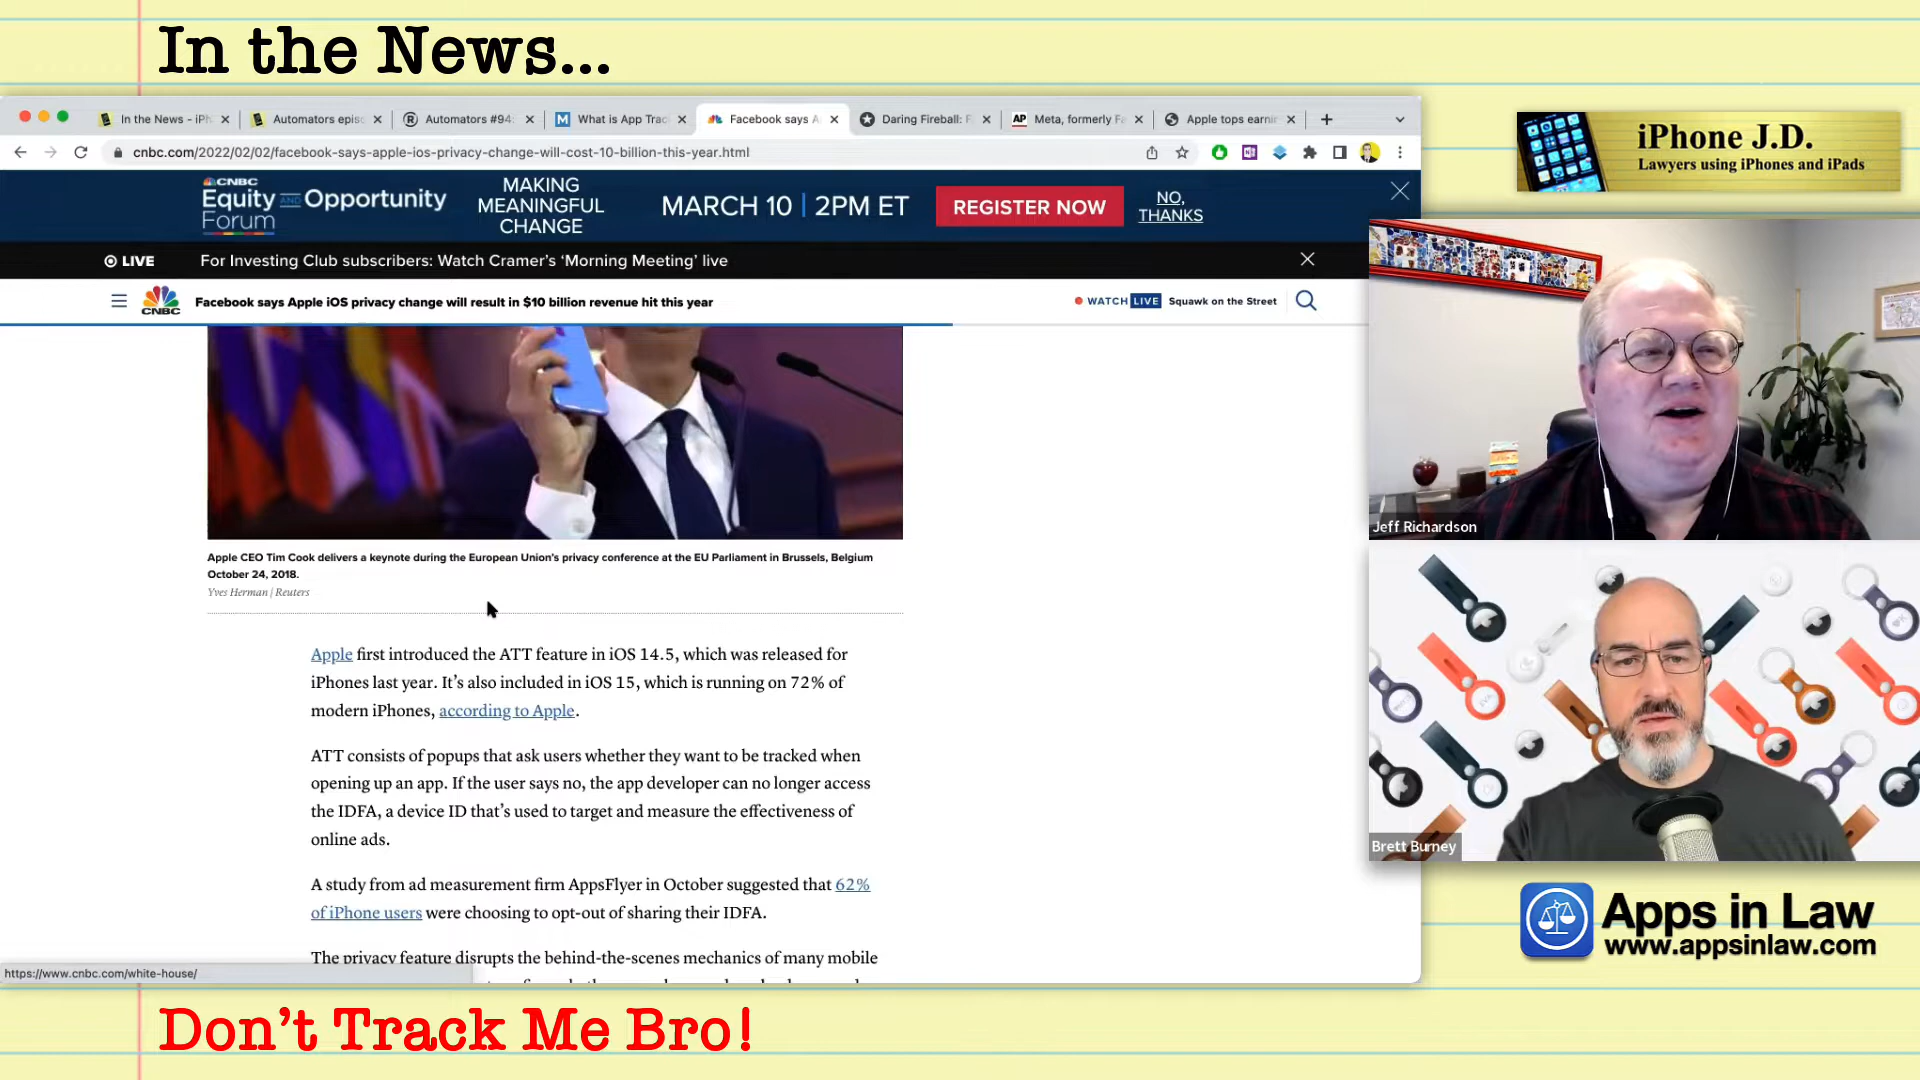 In the News...
In the News - iPh
Automators epis
Automators #94:
What is App Trac
Facebook says A
Daring Fireball: F
Meta, formerly Fa
Apple tops earnin
cnbc.com/2022/02/02/facebook-says-apple-ios-privacy-change-will-cost-10-billion-this-year.html
CNBC
Equity AND Opportunity
Forum
MAKING
MEANINGFUL
CHANGE
MARCH 10 | 2PM ET
REGISTER NOW
NO,
THANKS
LIVE
For Investing Club subscribers: Watch Cramer's ‘Morning Meeting’ live
CNBC
Facebook says Apple iOS privacy change will result in $10 billion revenue hit this year
WATCH LIVE Squawk on the Street
Apple CEO Tim Cook delivers a keynote during the European Union's privacy conference at the EU Parliament in Brussels, Belgium
October 24, 2018.
Yves Herman | Reuters
Apple first introduced the ATT feature in iOS 14.5, which was released for
iPhones last year. It’s also included in iOS 15, which is running on 72% of
modern iPhones, according to Apple.
ATT consists of popups that ask users whether they want to be tracked when
opening up an app. If the user says no, the app developer can no longer access
the IDFA, a device ID that’s used to target and measure the effectiveness of
online ads.
A study from ad measurement firm AppsFlyer in October suggested that 62%
of iPhone users were choosing to opt-out of sharing their IDFA.
The privacy feature disrupts the behind-the-scenes mechanics of many mobile
https://www.cnbc.com/white-house/
iPhone J.D.
Lawyers using iPhones and iPads
Jeff Richardson
Brett Burney
Apps in Law
www.appsinlaw.com
Don't Track Me Bro!